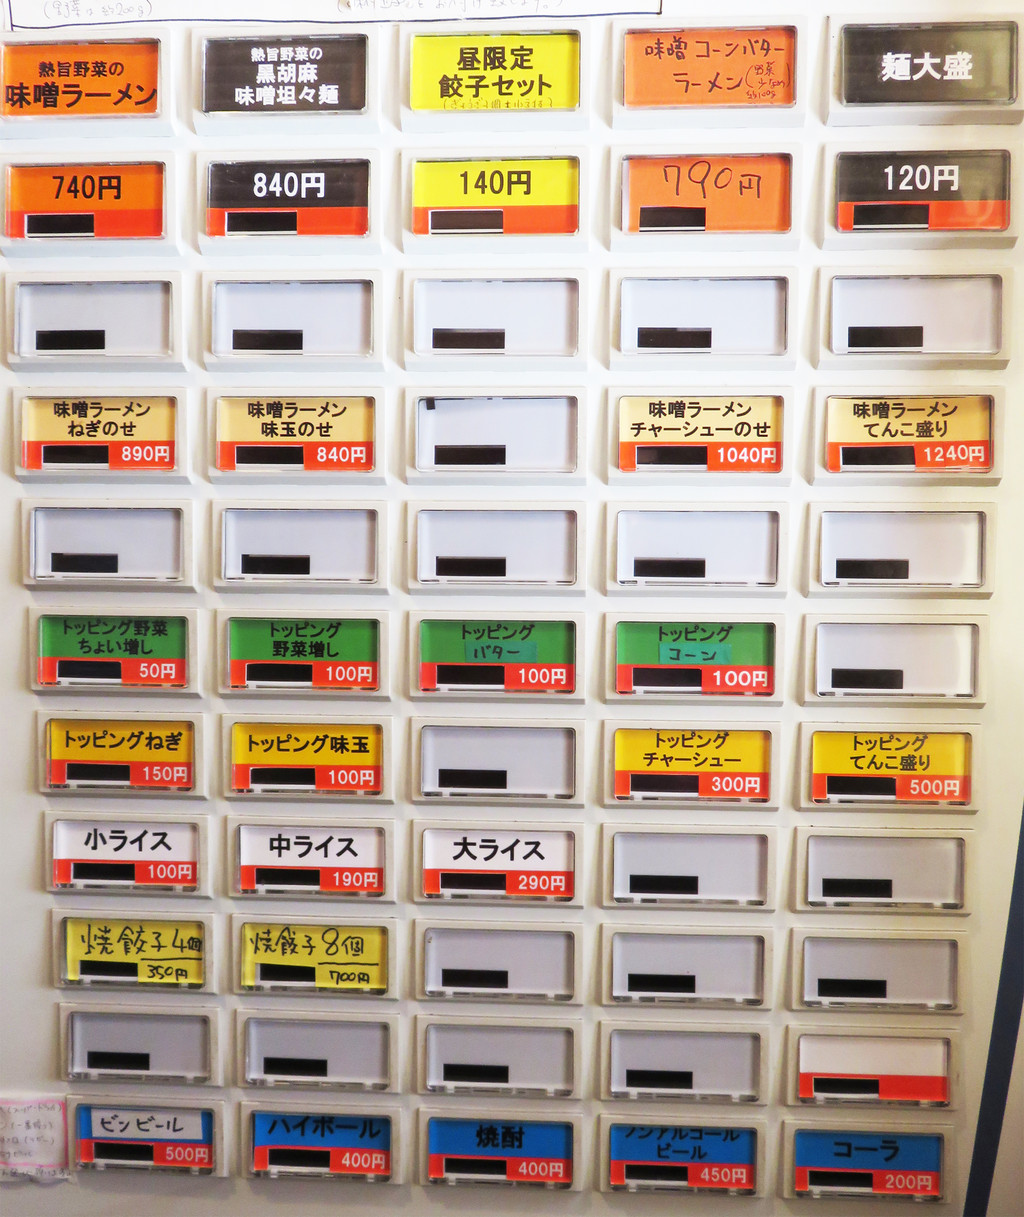 熱旨野菜の
味噌ラーメン
熱旨野菜の
黒胡麻
味噌坦々麺
昼限定
餃子セット
味噌コーンバター
ラーメン
麺大盛
740円
840円
140円
790円
120円
味噌ラーメン
ねぎのせ
890円
味噌ラーメン
味玉のせ
840円
味噌ラーメン
チャーシューのせ
1040円
味噌ラーメン
てんこ盛り
1240円
トッピング野菜
ちょい増し
50円
トッピング
野菜増し
100円
トッピング
バター
100円
トッピング
コーン
100円
トッピングねぎ
150円
トッピング味玉
100円
トッピング
チャーシュー
300円
トッピング
てんこ盛り
500円
小ライス
100円
中ライス
190円
大ライス
290円
焼餃子4個
350円
焼餃子8個
700円
ビンビール
500円
ハイボール
400円
焼酎
400円
ノンアルコール
ビール
450円
コーラ
200円